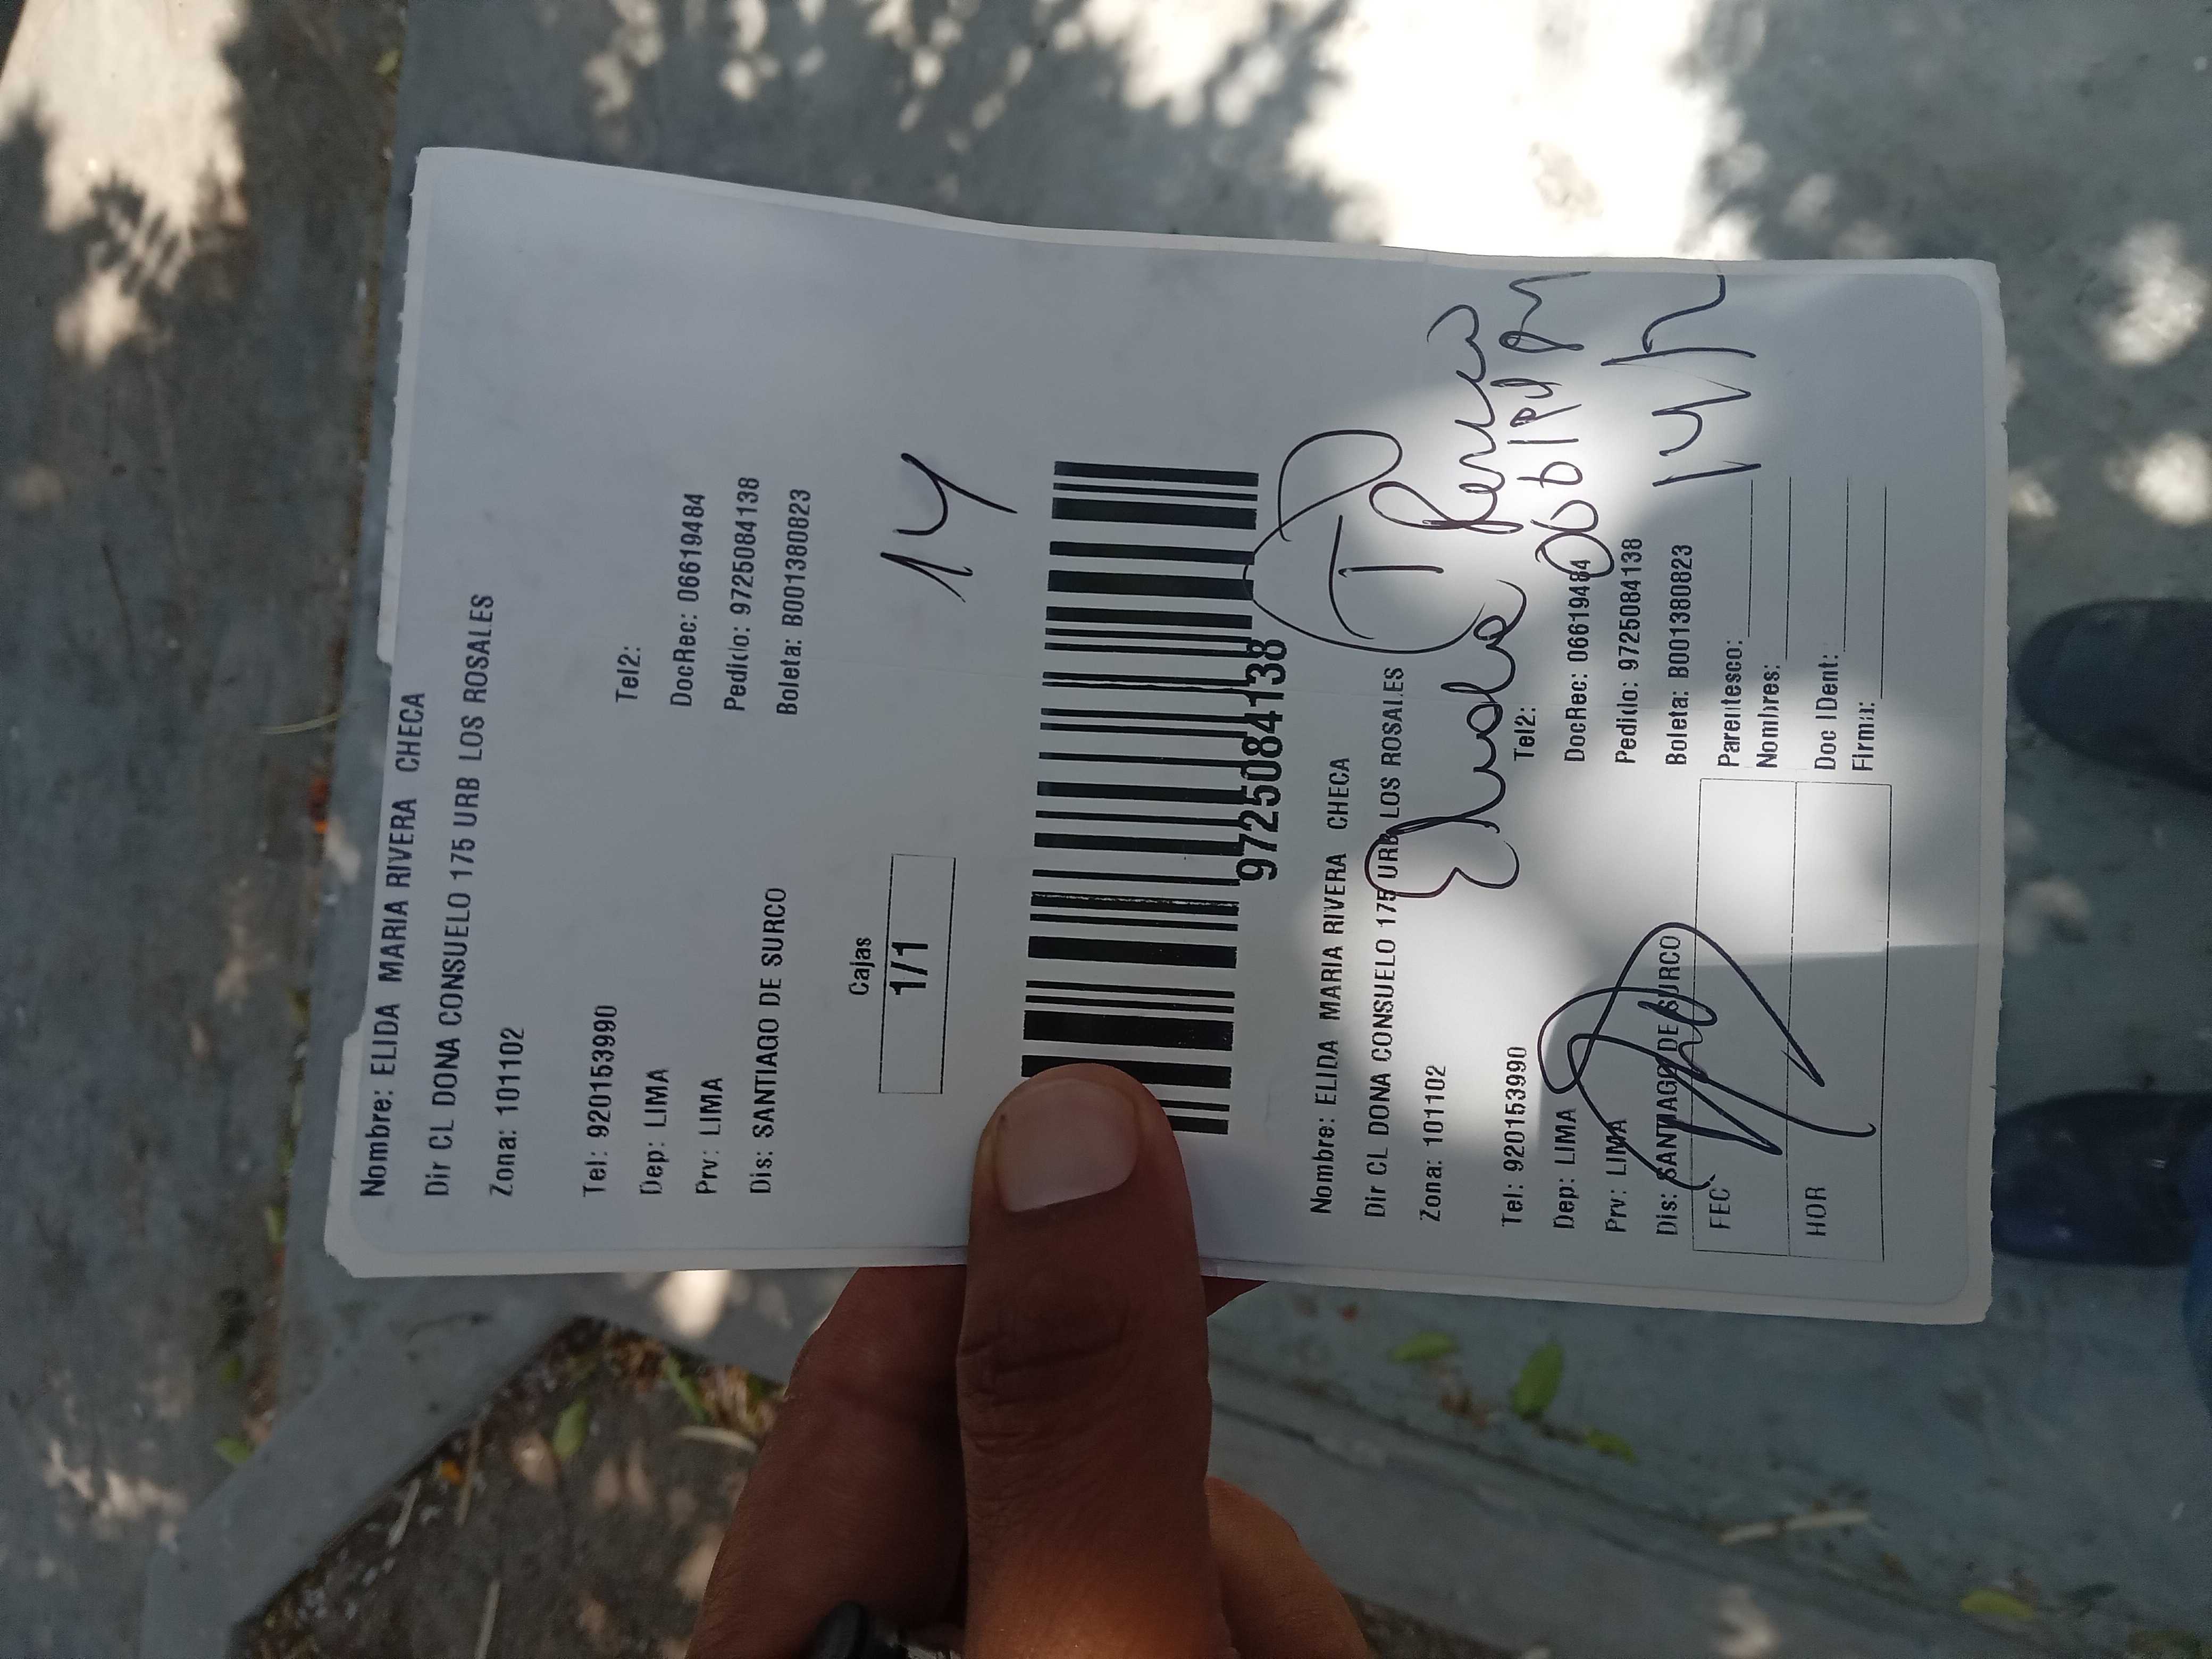 Nombre: ELIDA MARIA RIVERA CHECA
Dir CL DONA CONSUELO 175 URB LOS ROSALES
Zona: 101102
Tel: 920153990 Tel2:
Dep: LIMA DocRec: 06619484
Prv: LIMA Pedido: 9725084138
Dis: SANTIAGO DE SURCO Boleta: B001380823
Cajas
1/1
14
9725084138
Nombre: ELIDA MARIA RIVERA CHECA
T
Dir CL DONA CONSUELO 175 URB LOS ROSALES
Zona: 101102
Elida Rivera
Tel: 920153990 Tel2:
Dep: LIMA DocRec: 06619484
Prv: LIMA Pedido: 9725084138
Dis: SANTIAGO DE SURCO Boleta: B001380823
FEC Parentesco:
Nombres:
HOR Doc IDent:
Firma: